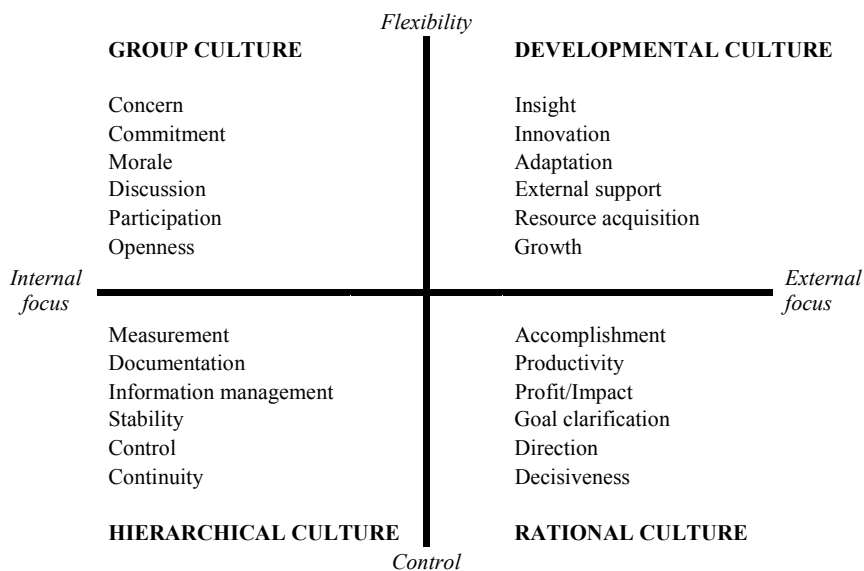 Flexibility
GROUP CULTURE
Concern
Commitment
Morale
Discussion
Participation
Openness
DEVELOPMENTAL CULTURE
Insight
Innovation
Adaptation
External support
Resource acquisition
Growth
Internal
focus
External
focus
Measurement
Documentation
Information management
Stability
Control
Continuity
HIERARCHICAL CULTURE
Accomplishment
Productivity
Profit/Impact
Goal clarification
Direction
Decisiveness
RATIONAL CULTURE
Control